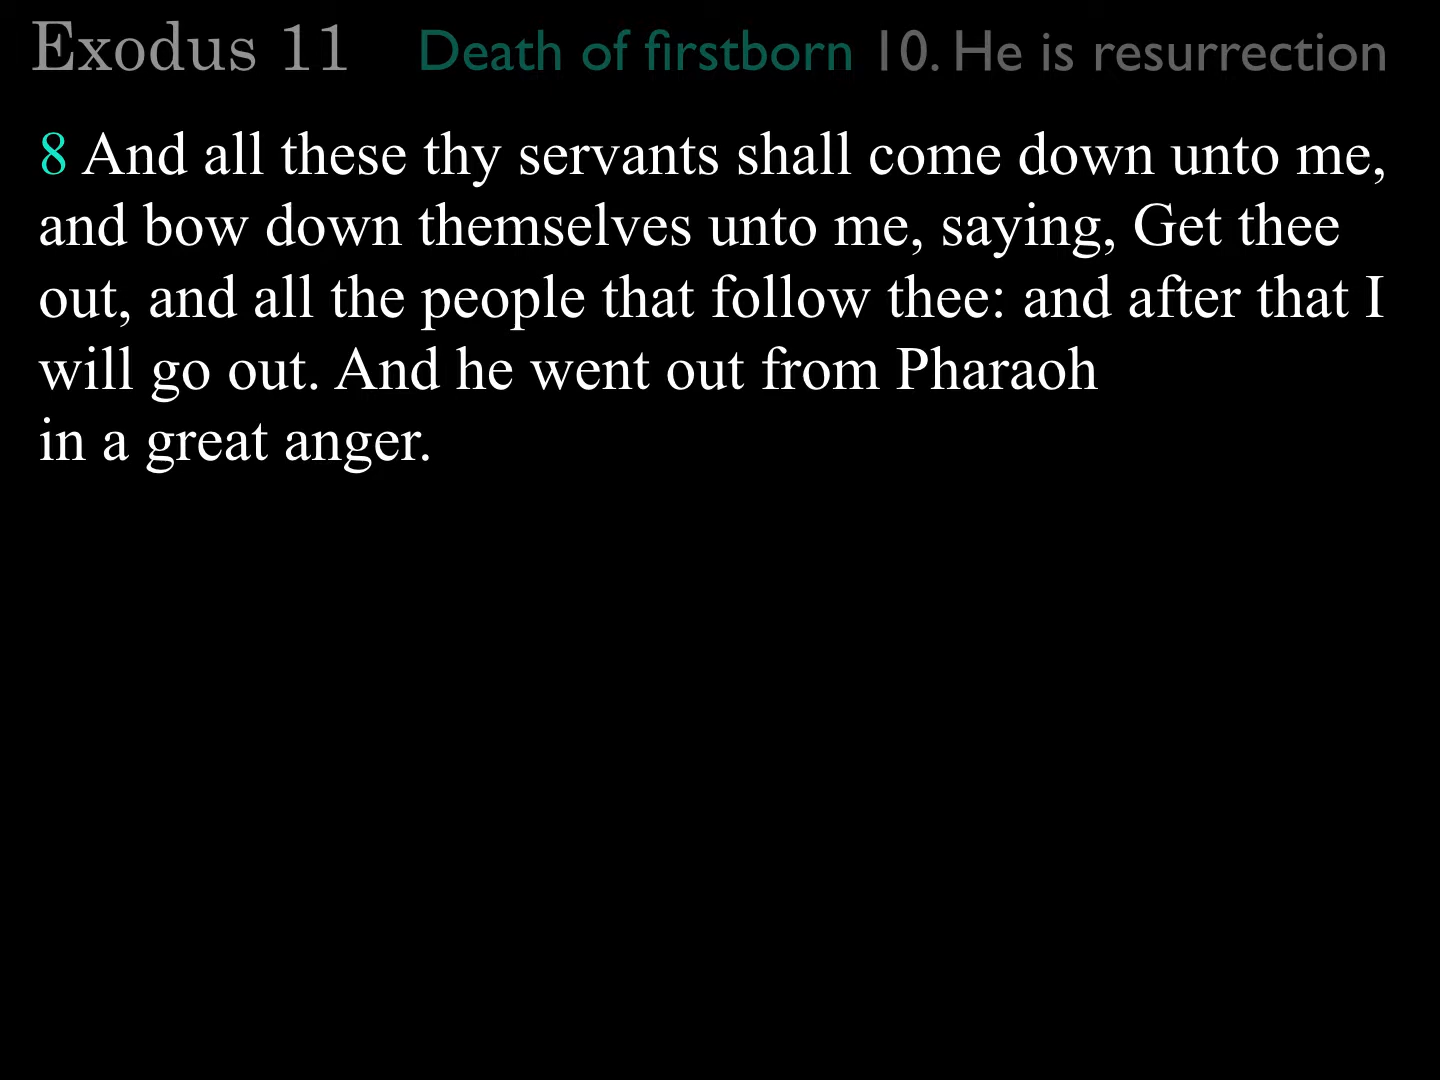 Exodus 11 Death of firstborn 10. He is resurrection
8 And all these thy servants shall come down unto me,
and bow down themselves unto me, saying, Get thee
out, and all the people that follow thee: and after that I
will go out. And he went out from Pharaoh
in a great anger.